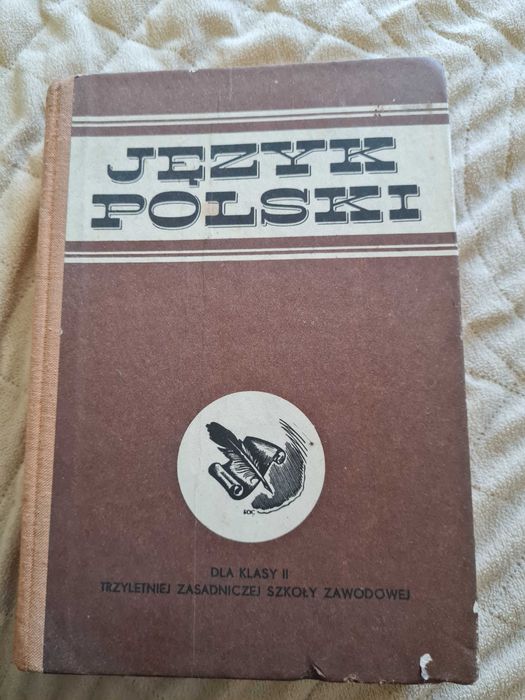 JĘZYK
POLSKI
DLA KLASY II
TRZYLETNIEJ ZASADNICZEJ SZKOŁY ZAWODOWEJ